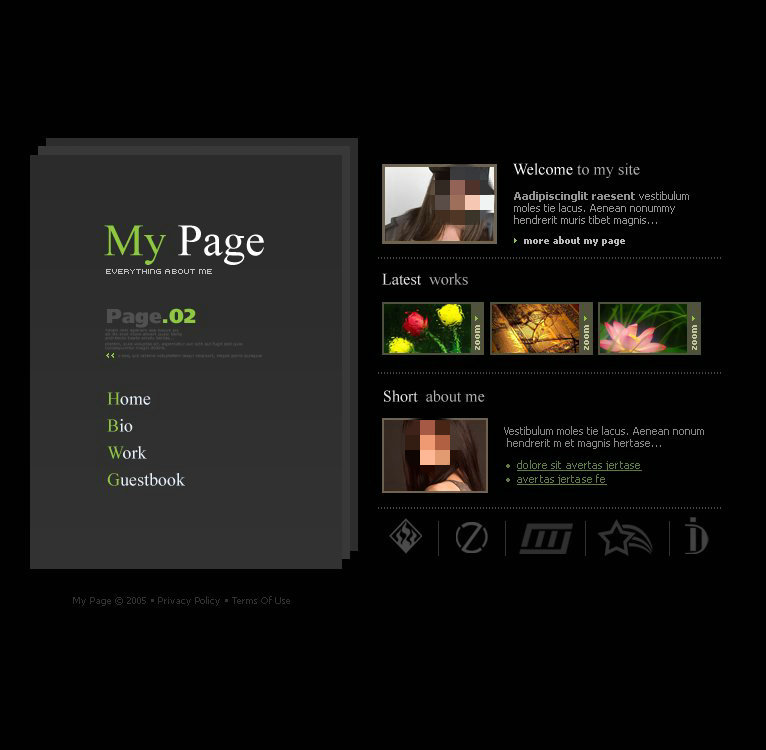 My Page
EVERYTHING ABOUT ME
Page.02
Home
Bio
Work
Guestbook
My Page © 2005 • Privacy Policy • Terms Of Use
Welcome to my site
Aadipiscinglit raesent vestibulum
moles tie lacus. Aenean nonummy
hendrerit muris tibet magnis...
more about my page
Latest works
zoom
zoom
zoom
Short about me
Vestibulum moles tie lacus. Aenean nonum
hendrerit m et magnis hertase...
dolore sit avertas jertase
avertas jertase fe